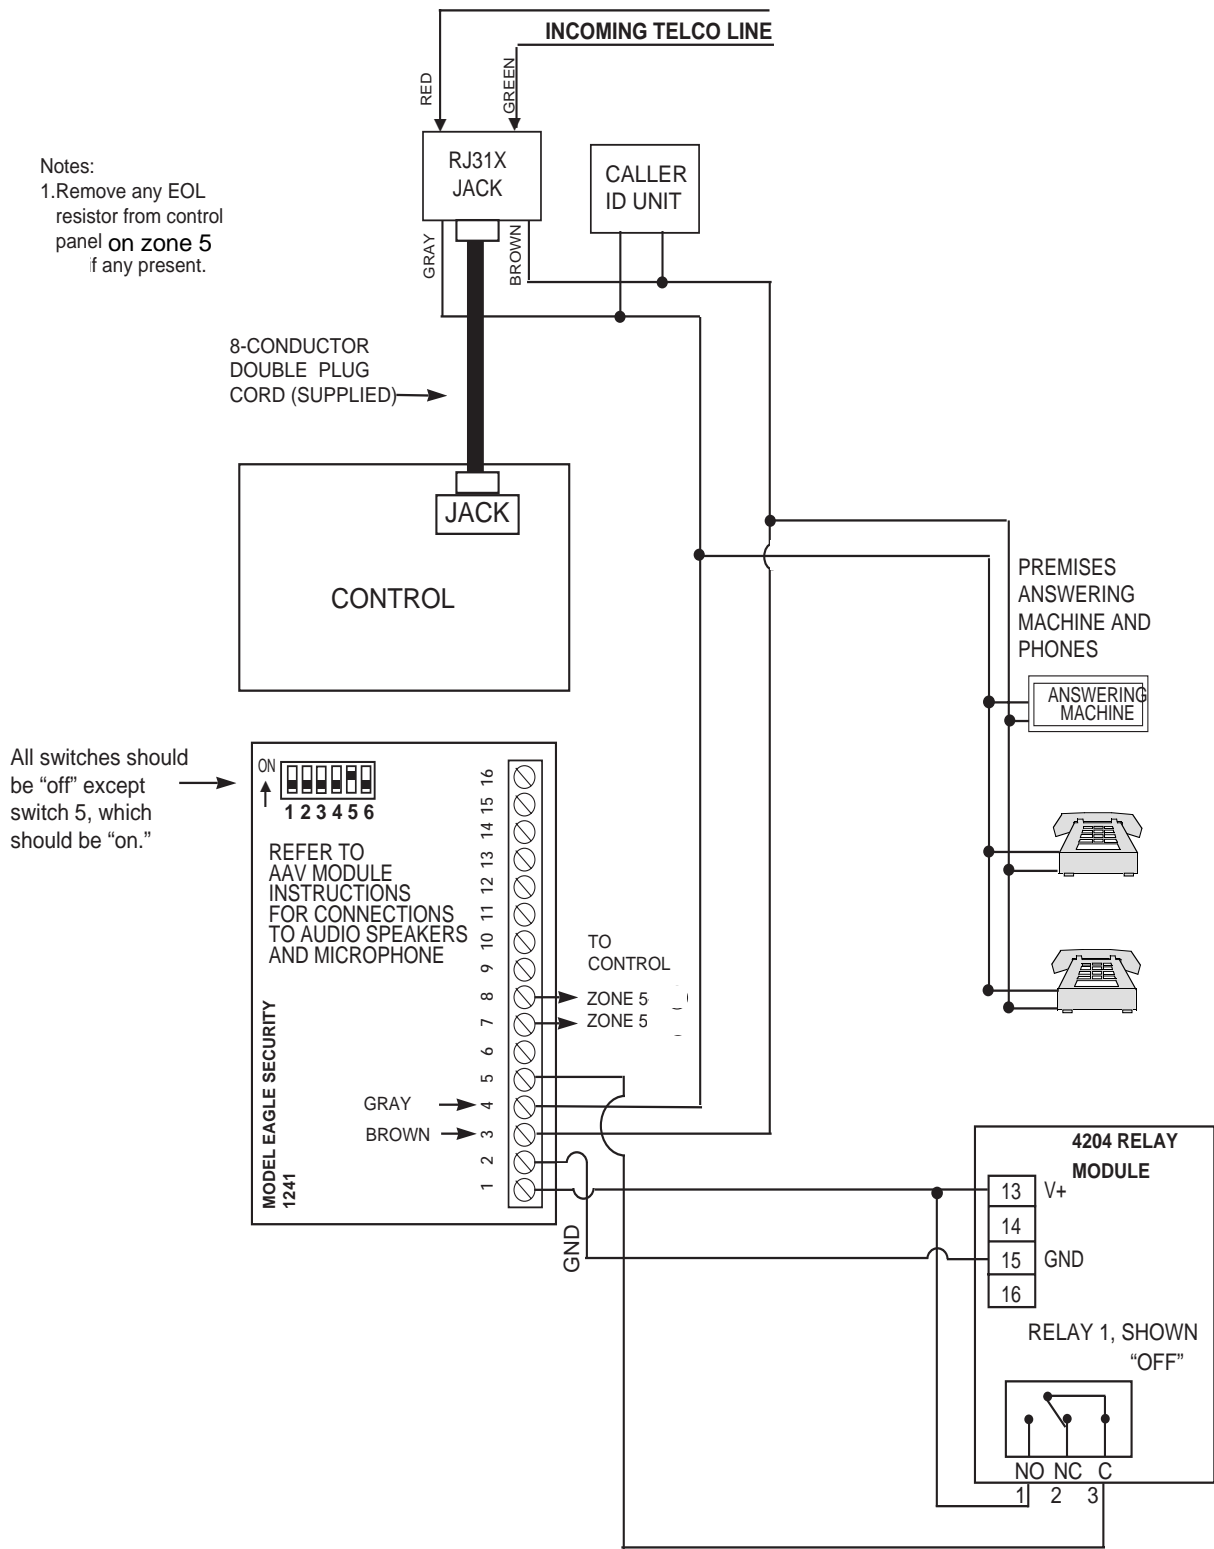 INCOMING TELCO LINE
RED
GREEN
Notes:
1.Remove any EOL
resistor from control
panel on zone 5
if any present.
RJ31X
JACK
CALLER
ID UNIT
GRAY
BROWN
8-CONDUCTOR
DOUBLE PLUG
CORD (SUPPLIED)
JACK
CONTROL
PREMISES
ANSWERING
MACHINE AND
PHONES
ANSWERING
MACHINE
All switches should
be “off” except
switch 5, which
should be “on.”
ON
1 2 3 4 5 6
REFER TO
AAV MODULE
INSTRUCTIONS
FOR CONNECTIONS
TO AUDIO SPEAKERS
AND MICROPHONE
MODEL EAGLE SECURITY
1241
16
15
14
13
12
11
10
9
8
7
6
5
4
3
2
1
TO
CONTROL
ZONE 5
ZONE 5
GRAY
BROWN
GND
4204 RELAY
MODULE
13 V+
14
15 GND
16
RELAY 1, SHOWN
“OFF”
NO NC C
1 2 3